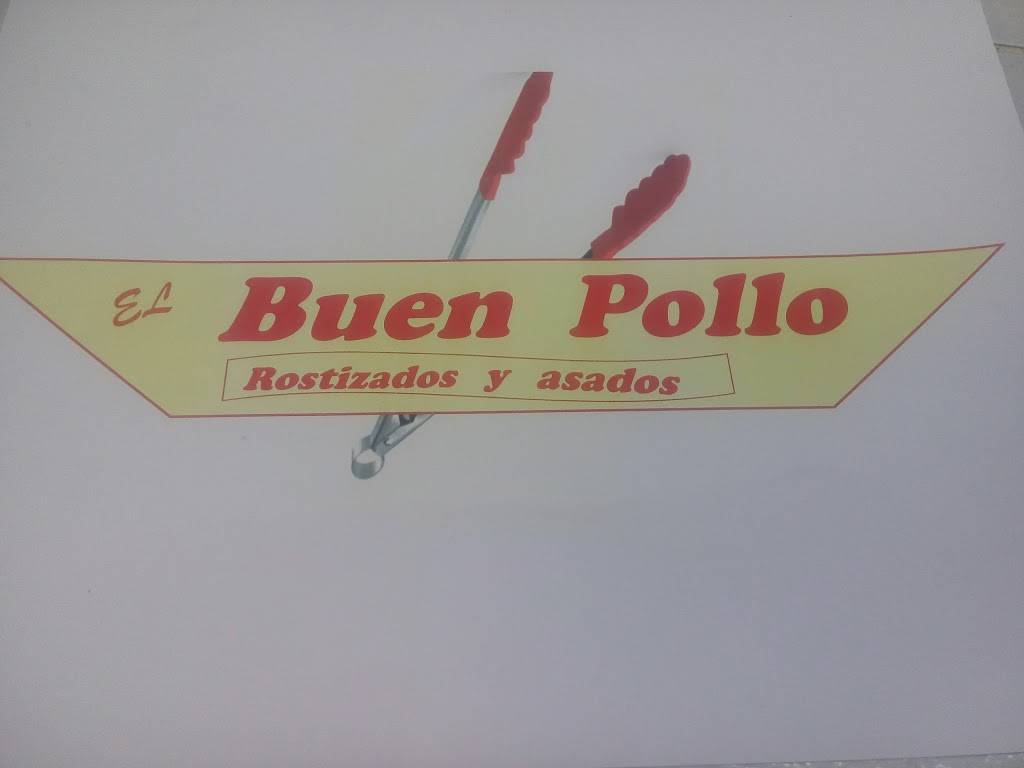 EL Buen Pollo
Rostizados y asados